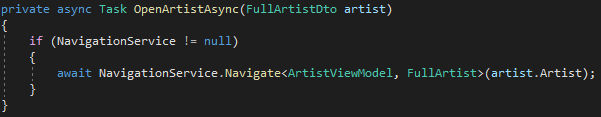 private async Task OpenArtistAsync(FullArtistDto artist)
{
    if (NavigationService != null)
    {
        await NavigationService.Navigate<ArtistViewModel, FullArtist>(artist.Artist);
    }
}